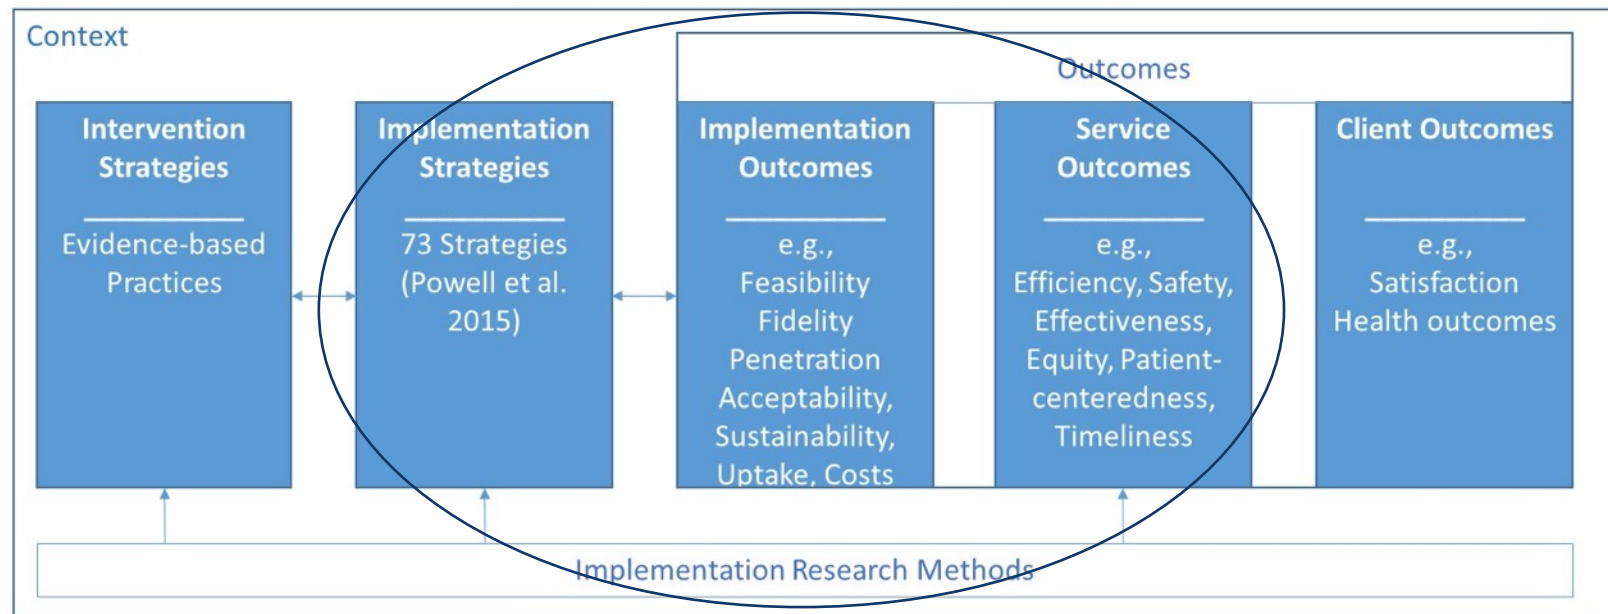 Context
Outcomes
Intervention
Strategies
Evidence-based
Practices
Implementation
Strategies
73 Strategies
(Powell et al.
2015)
Implementation
Outcomes
e.g.,
Feasibility
Fidelity
Penetration
Acceptability,
Sustainability,
Uptake, Costs
Service
Outcomes
e.g.,
Efficiency, Safety,
Effectiveness,
Equity, Patient-
centeredness,
Timeliness
Client Outcomes
e.g.,
Satisfaction
Health outcomes
Implementation Research Methods